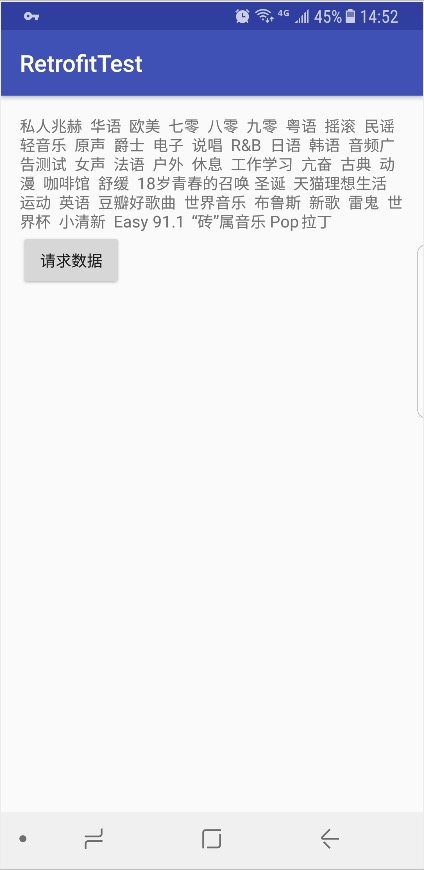 4G 45% 14:52
RetrofitTest
私人兆赫 华语 欧美 七零 八零 九零 粤语 摇滚 民谣
轻音乐 原声 爵士 电子 说唱 R&B 日语 韩语 音频广
告测试 女声 法语 户外 休息 工作学习 亢奋 古典 动
漫 咖啡馆 舒缓 18岁青春的召唤 圣诞 天猫理想生活
运动 英语 豆瓣好歌曲 世界音乐 布鲁斯 新歌 雷鬼 世
界杯 小清新 Easy 91.1 “砖”属音乐 Pop 拉丁
请求数据